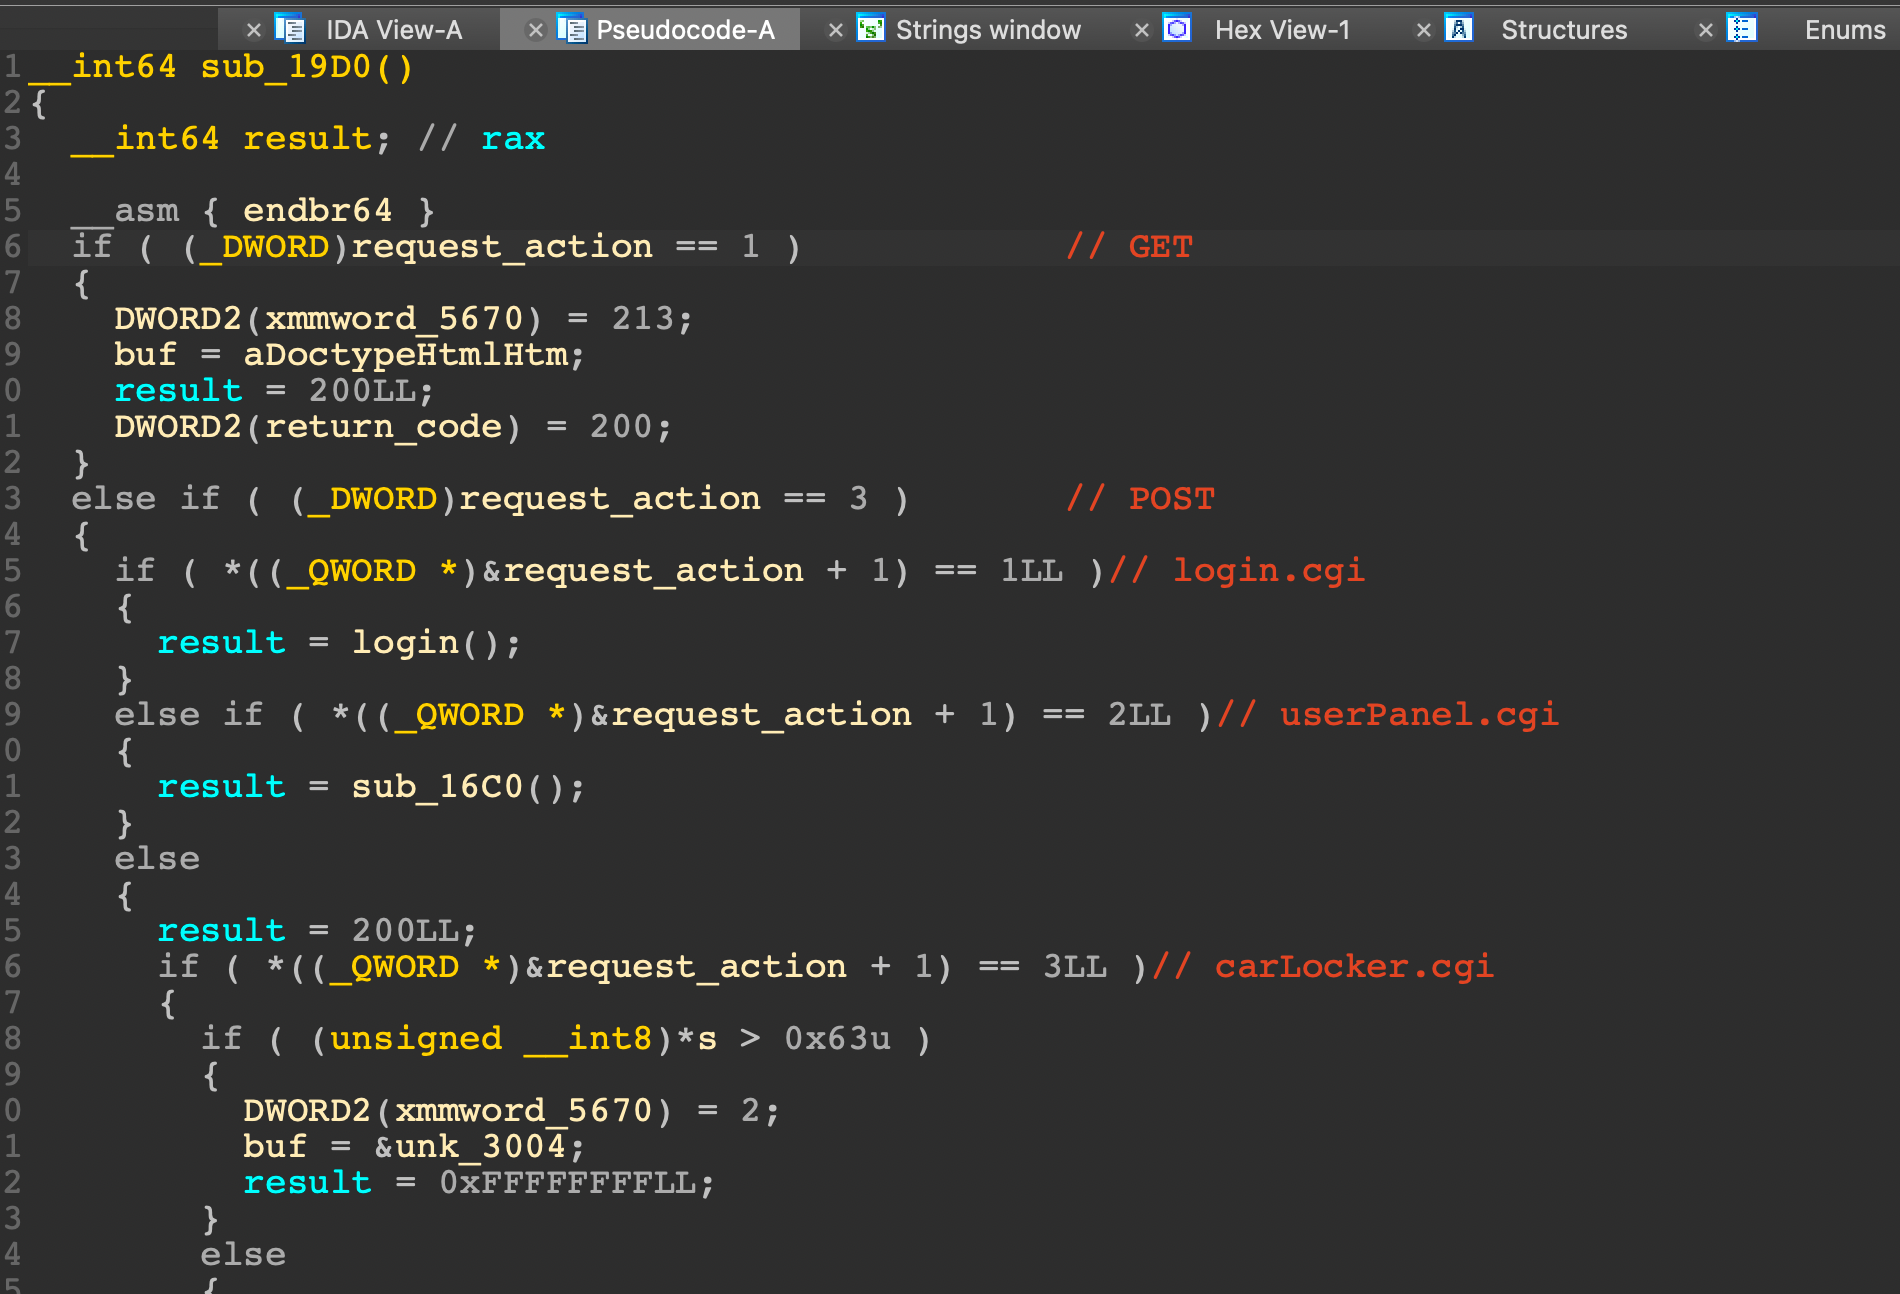 IDA View-A Pseudocode-A Strings window Hex View-1 Structures Enums
1 __int64 sub_19D0()
2 {
3   __int64 result; // rax
4
5   __asm { endbr64 }
6   if ( (_DWORD)request_action == 1 )            // GET
7   {
8     DWORD2(xmmword_5670) = 213;
9     buf = aDoctypeHtmlHtm;
0     result = 200LL;
1     DWORD2(return_code) = 200;
2   }
3   else if ( (_DWORD)request_action == 3 )       // POST
4   {
5     if ( *((_QWORD *)&request_action + 1) == 1LL )// login.cgi
6     {
7       result = login();
8     }
9     else if ( *((_QWORD *)&request_action + 1) == 2LL )// userPanel.cgi
0     {
1       result = sub_16C0();
2     }
3     else
4     {
5       result = 200LL;
6       if ( *((_QWORD *)&request_action + 1) == 3LL )// carLocker.cgi
7       {
8         if ( (unsigned __int8)*s > 0x63u )
9         {
0           DWORD2(xmmword_5670) = 2;
1           buf = &unk_3004;
2           result = 0xFFFFFFFFLL;
3         }
4         else
5         {